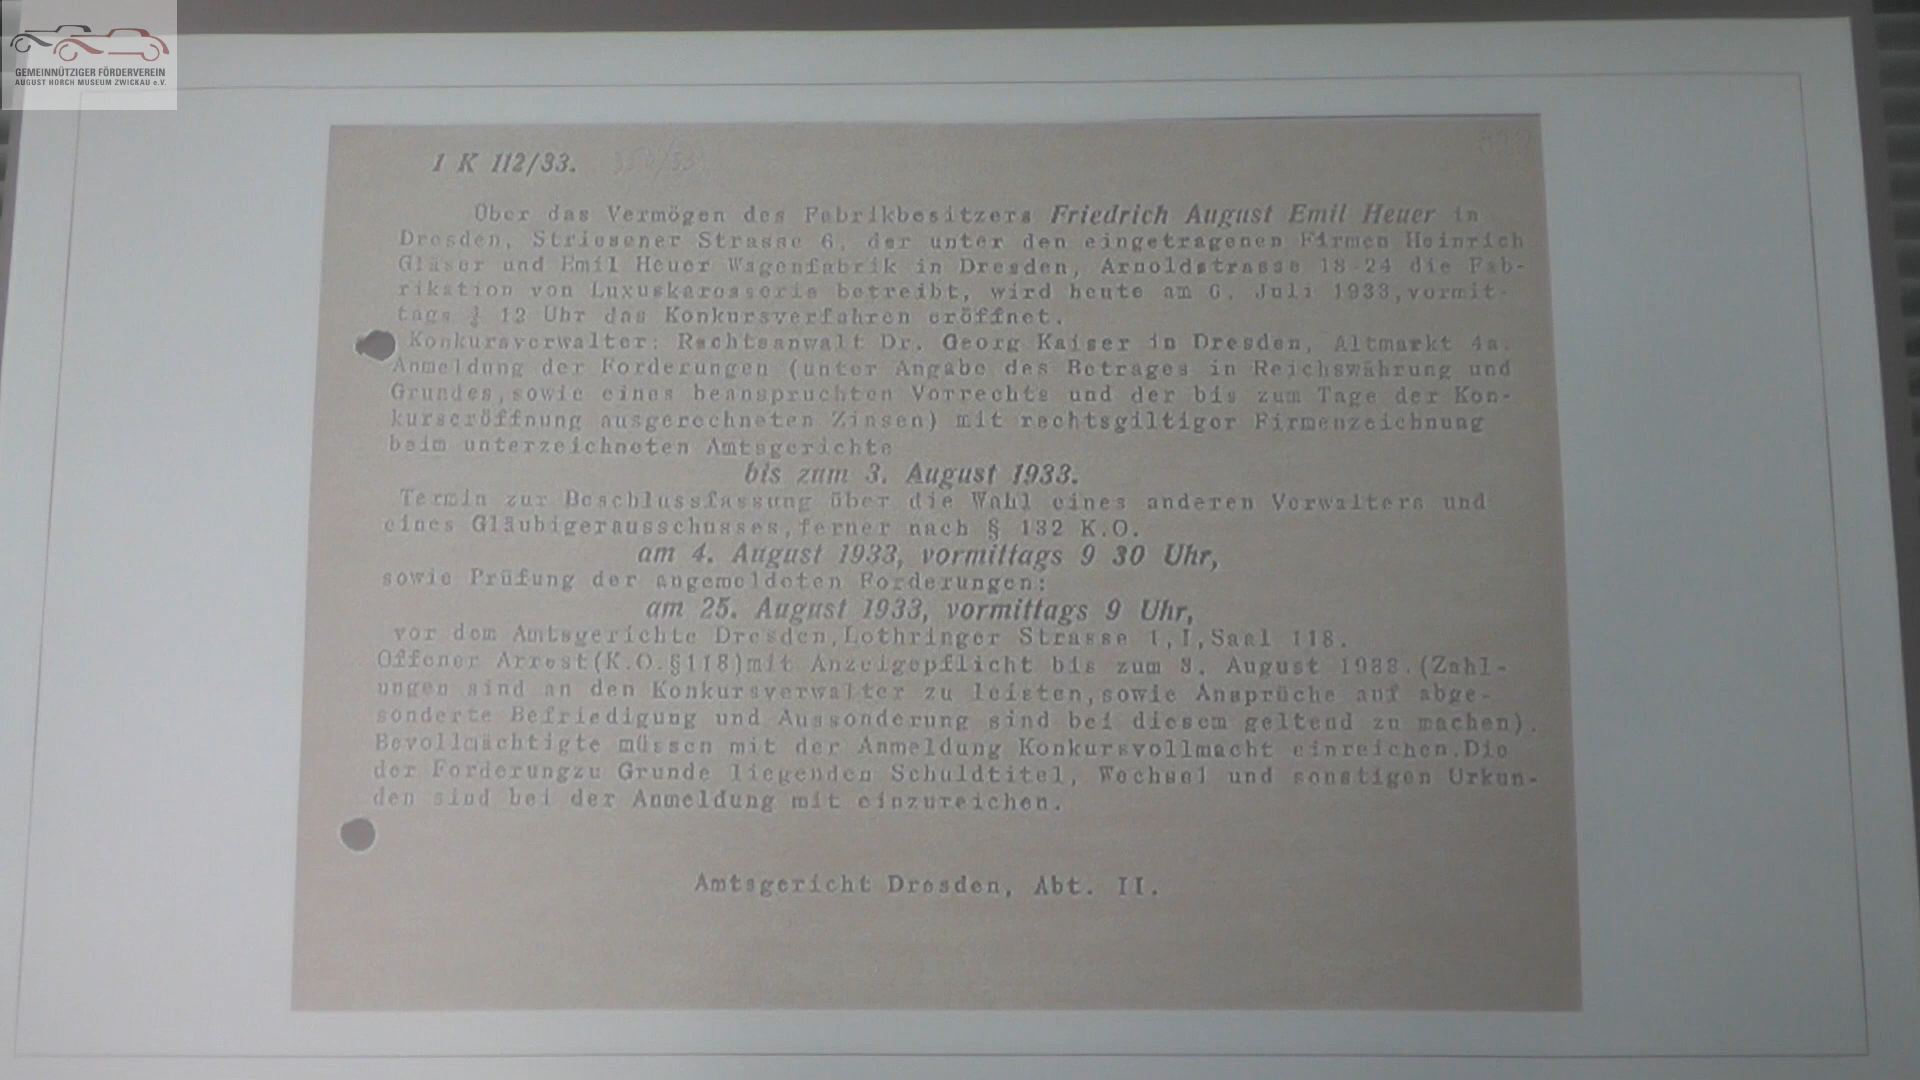 GEMEINNÜTZIGER FÖRDERVEREIN
AUGUST HORCH MUSEUM ZWICKAU e.V.
1 K 112/33.
Über das Vermögen des Fabrikbesitzers Friedrich August Emil Heuer in
Dresden, Striesener Strasse 6, der unter den eingetragenen Firmen Heinrich
Gläser und Emil Heuer Wagenfabrik in Dresden, Arnoldstrasse 18-24 die Fab-
rikation von Luxuskarosserie betreibt, wird heute am 6. Juli 1933,vormit-
tags 12 Uhr das Konkursverfahren eröffnet.
Konkursverwalter: Rechtsanwalt Dr. Georg Kaiser in Dresden, Altmarkt 4a.
Anmeldung der Forderungen (unter Angabe des Betrages in Reichswährung und
Grundes,sowie eines beanspruchten Vorrechts und der bis zum Tage der Kon-
kurseröffnung ausgerechneten Zinsen) mit rechtsgiltiger Firmenzeichnung
beim unterzeichneten Amtsgerichte
bis zum 3. August 1933.
Termin zur Beschlussfassung über die Wahl eines anderen Verwalters und
eines Gläubigerausschusses,ferner nach § 132 K.O.
am 4. August 1933, vormittags 9 30 Uhr,
sowie Prüfung der angemeldeten Forderungen:
am 25. August 1933, vormittags 9 Uhr,
vor dem Amtsgerichte Dresden,Lothringer Strasse 1,I,Saal 118.
Offener Arrest(K.O.§118)mit Anzeigepflicht bis zum 3. August 1933.(Zahl-
ungen sind an den Konkursverwalter zu leisten,sowie Ansprüche auf abge-
sonderte Befriedigung und Aussonderung sind bei diesem geltend zu machen).
Bevollmächtigte müssen mit der Anmeldung Konkursvollmacht einreichen.Die
der Forderungzu Grunde liegenden Schuldtitel, Wechsel und sonstigen Urkun-
den sind bei der Anmeldung mit einzureichen.
Amtsgericht Dresden, Abt. II.